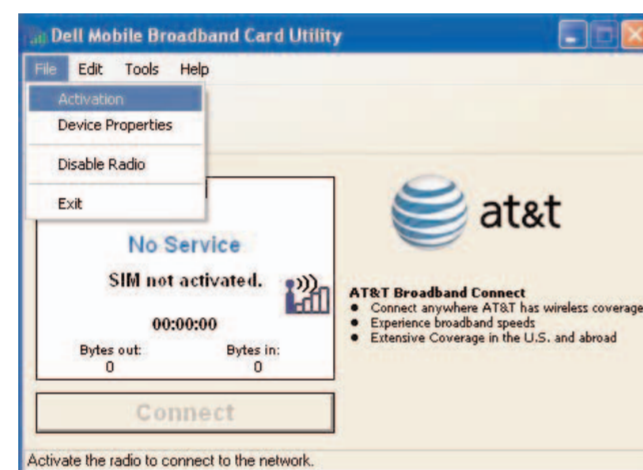 Dell Mobile Broadband Card Utility
File Edit Tools Help
Activation
Device Properties
Disable Radio
Exit
at&t
No Service
SIM not activated.
00:00:00
Bytes out: Bytes in:
0 0
AT&T Broadband Connect
• Connect anywhere AT&T has wireless coverage
• Experience broadband speeds
• Extensive Coverage in the U.S. and abroad
Connect
Activate the radio to connect to the network.